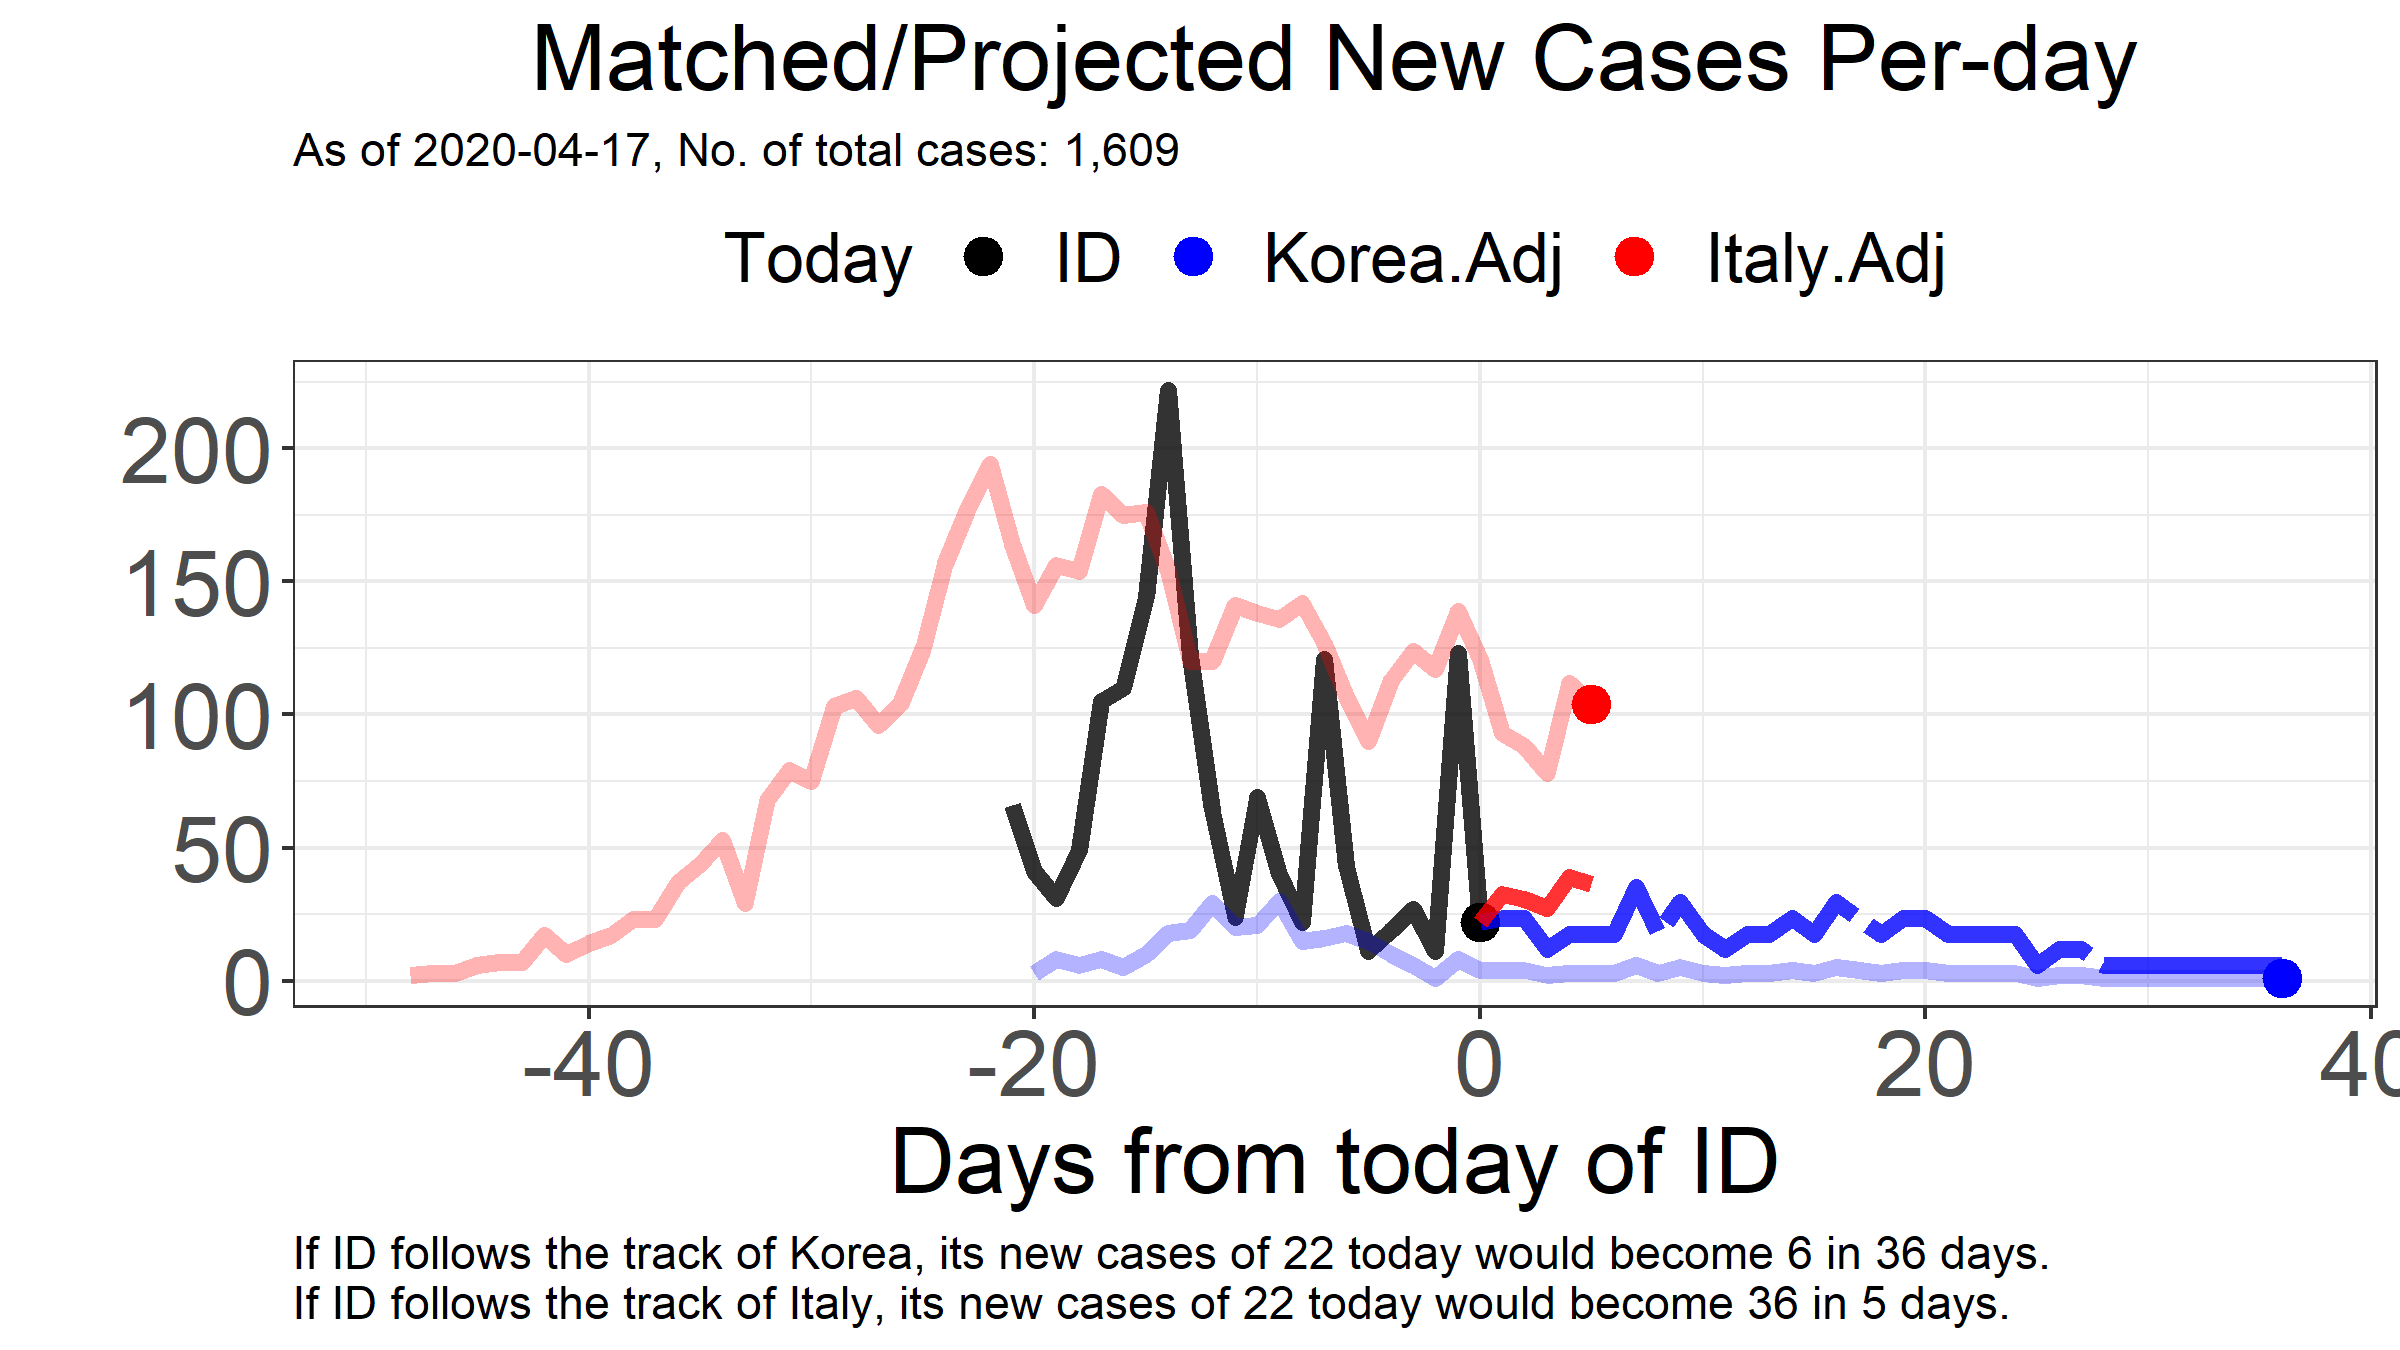 Matched/Projected New Cases Per-day
As of 2020-04-17, No. of total cases: 1,609
Today ID Korea.Adj Italy.Adj
200
150
100
50
0
-40 -20 0 20 40
Days from today of ID
If ID follows the track of Korea, its new cases of 22 today would become 6 in 36 days.
If ID follows the track of Italy, its new cases of 22 today would become 36 in 5 days.